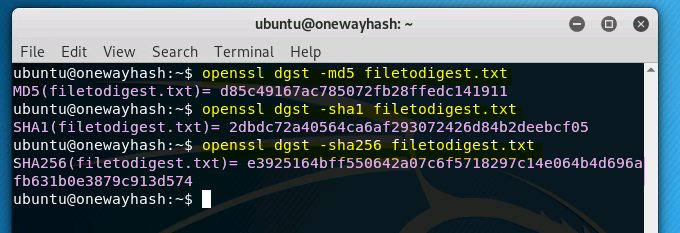 ubuntu@onewayhash: ~
File Edit View Search Terminal Help
ubuntu@onewayhash:~$ openssl dgst -md5 filetodigest.txt
MD5(filetodigest.txt)= d85c49167ac785072fb28ffedc141911
ubuntu@onewayhash:~$ openssl dgst -sha1 filetodigest.txt
SHA1(filetodigest.txt)= 2dbdc72a40564ca6af293072426d84b2deebcf05
ubuntu@onewayhash:~$ openssl dgst -sha256 filetodigest.txt
SHA256(filetodigest.txt)= e3925164bff550642a07c6f5718297c14e064b4d696a
fb631b0e3879c913d574
ubuntu@onewayhash:~$